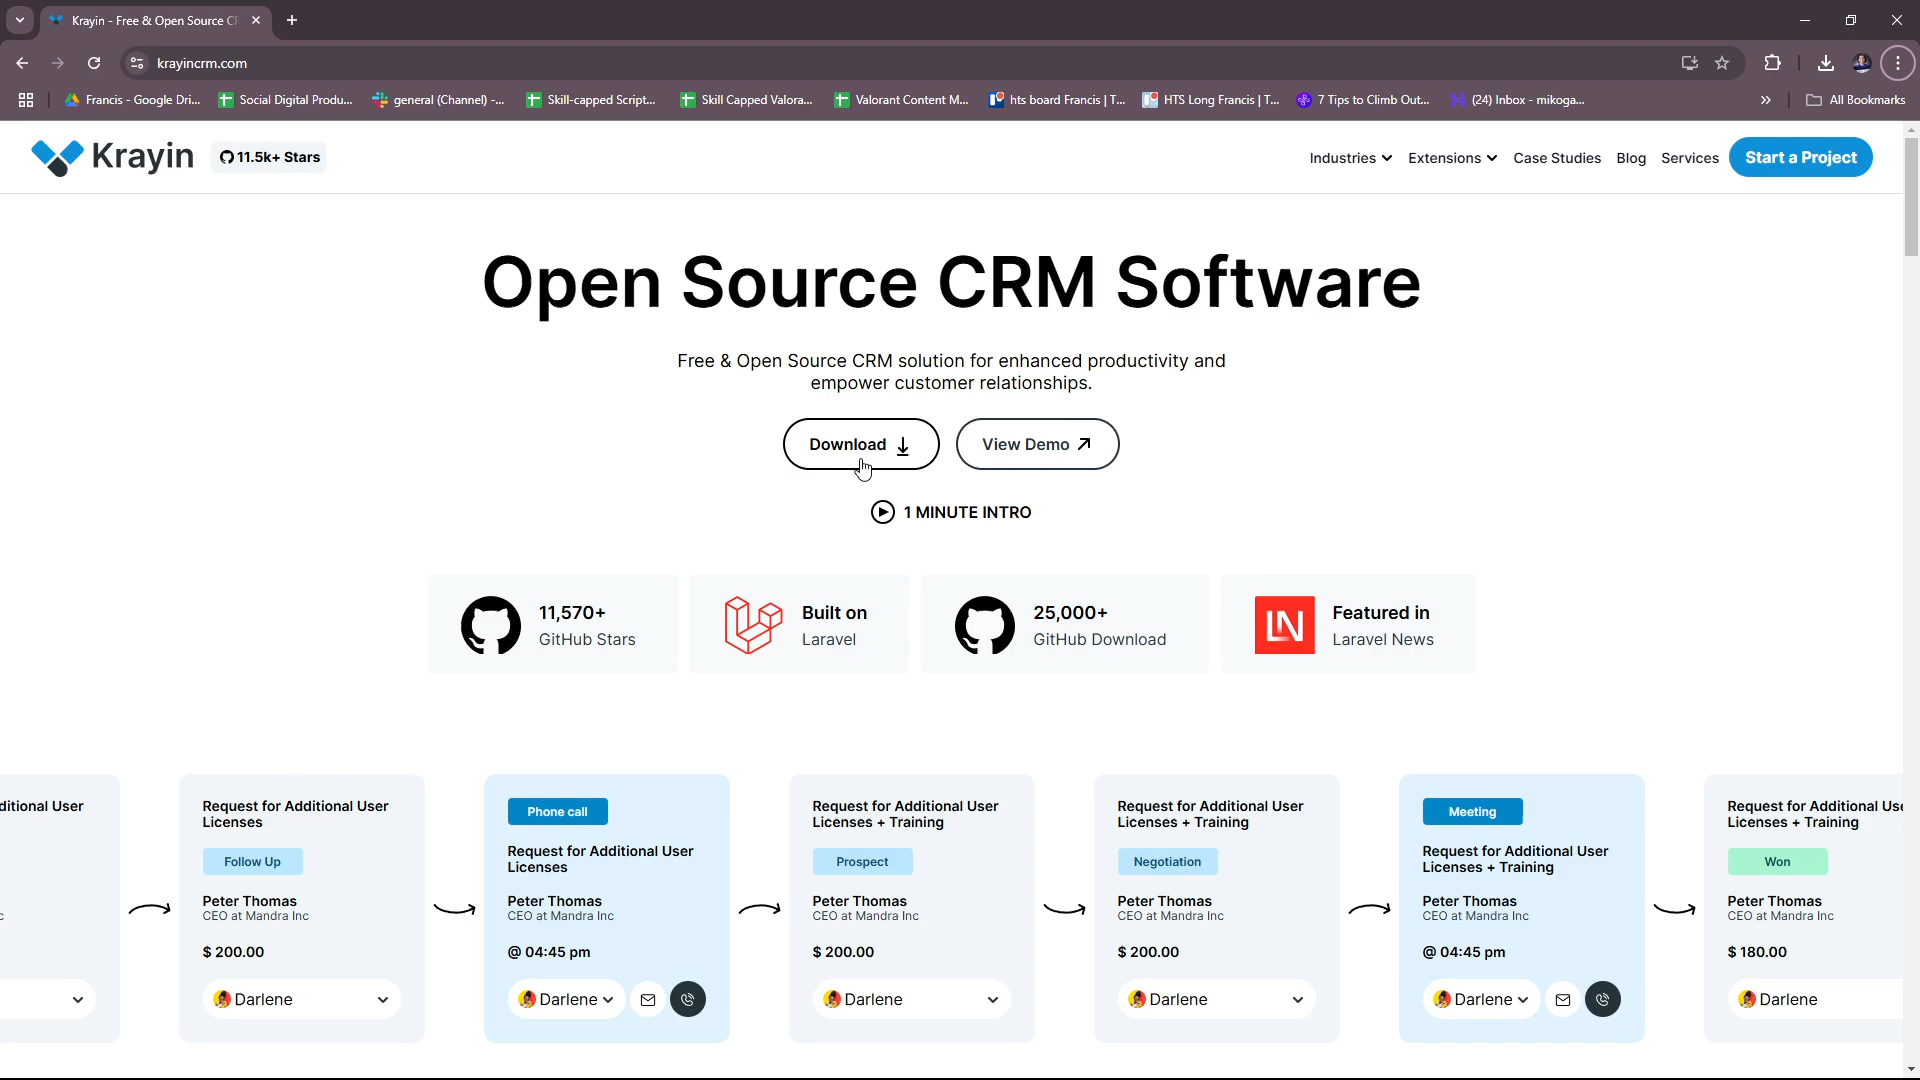 Krayin - Free & Open Source C
krayincrm.com
Francis - Google Dri...
Social Digital Produ...
general (Channel) -...
Skill-capped Script...
Skill Capped Valora...
Valorant Content M...
hts board Francis | T...
HTS Long Francis | T...
7 Tips to Climb Out...
(24) Inbox - mikoga...
»
All Bookmarks
Krayin
11.5k+ Stars
Industries
Extensions
Case Studies
Blog
Services
Start a Project
Open Source CRM Software
Free & Open Source CRM solution for enhanced productivity and
empower customer relationships.
Download
View Demo
1 MINUTE INTRO
11,570+
GitHub Stars
Built on
Laravel
25,000+
GitHub Download
LN
Featured in
Laravel News
ditional User
c
Request for Additional User
Licenses
Follow Up
Peter Thomas
CEO at Mandra Inc
$ 200.00
Darlene
Phone call
Request for Additional User
Licenses
Peter Thomas
CEO at Mandra Inc
@ 04:45 pm
Darlene
Request for Additional User
Licenses + Training
Prospect
Peter Thomas
CEO at Mandra Inc
$ 200.00
Darlene
Request for Additional User
Licenses + Training
Negotiation
Peter Thomas
CEO at Mandra Inc
$ 200.00
Darlene
Meeting
Request for Additional User
Licenses + Training
Peter Thomas
CEO at Mandra Inc
@ 04:45 pm
Darlene
Request for Additional Use
Licenses + Training
Won
Peter Thomas
CEO at Mandra Inc
$ 180.00
Darlene